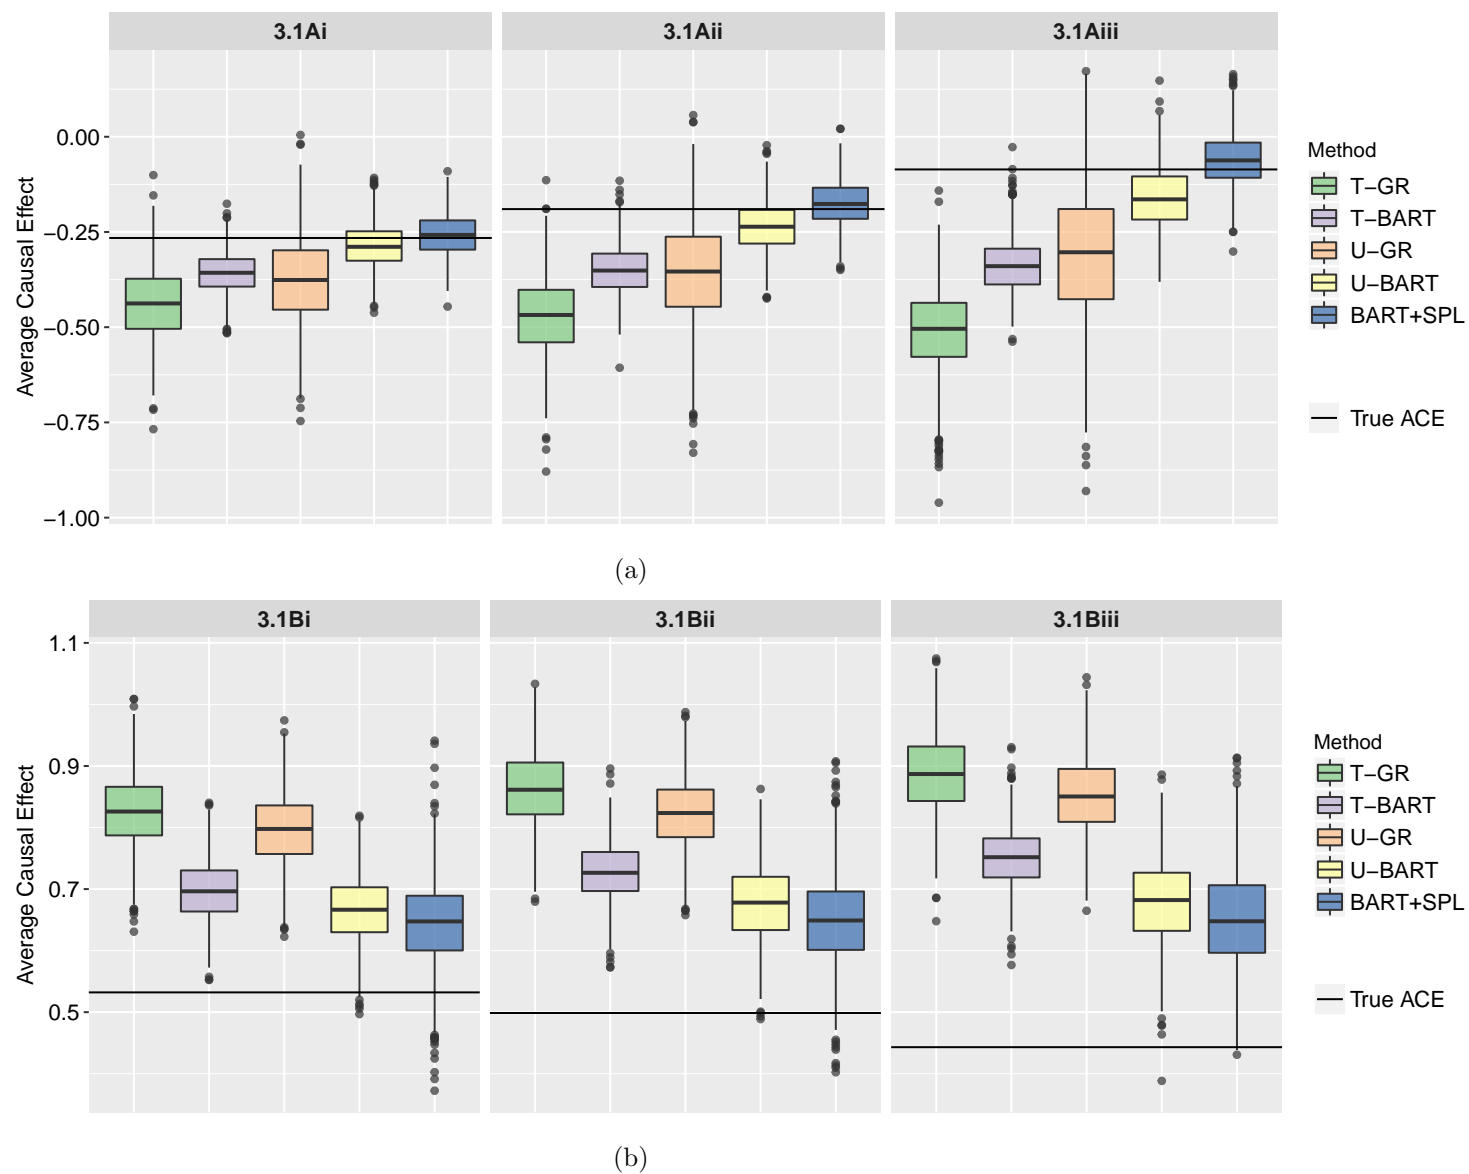 3.1Ai
3.1Aii
3.1Aiii
Average Causal Effect
0.00
−0.25
−0.50
−0.75
−1.00
Method
T−GR
T−BART
U−GR
U−BART
BART+SPL
True ACE
(a)
3.1Bi
3.1Bii
3.1Biii
Average Causal Effect
1.1
0.9
0.7
0.5
Method
T−GR
T−BART
U−GR
U−BART
BART+SPL
True ACE
(b)